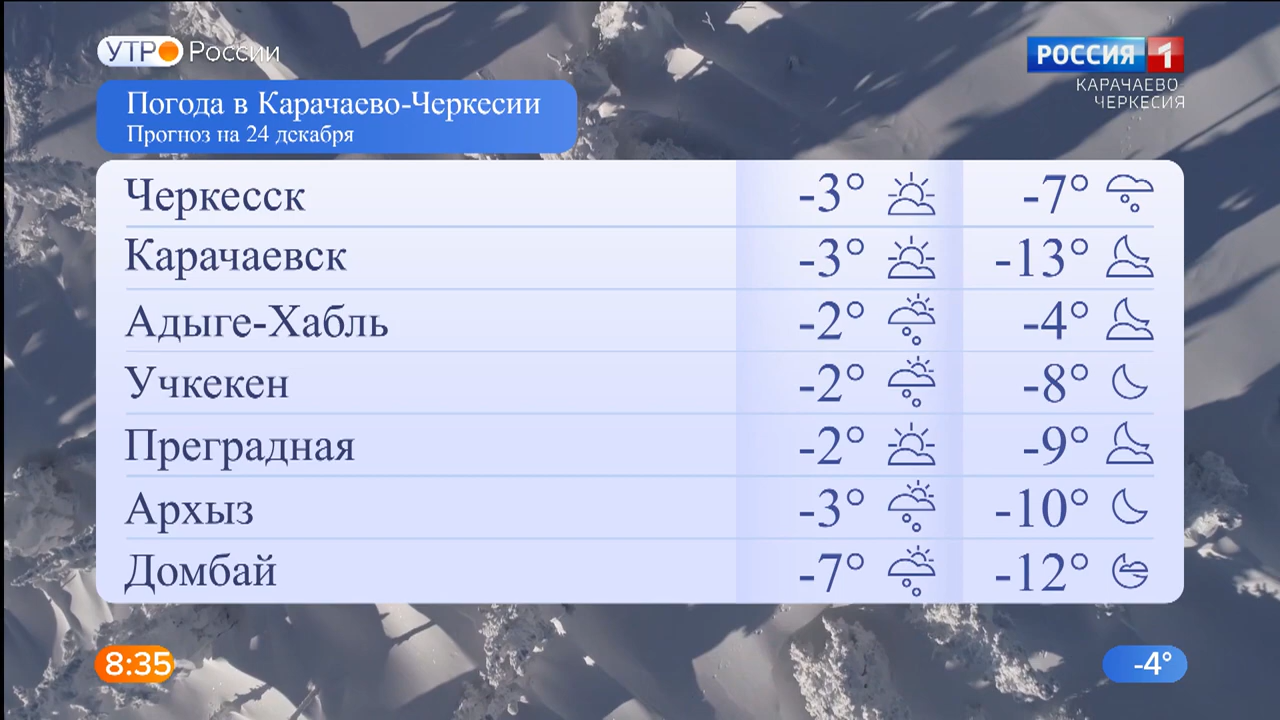 УТРО России
РОССИЯ 1
КАРАЧАЕВО
ЧЕРКЕСИЯ
Погода в Карачаево-Черкесии
Прогноз на 24 декабря
Черкесск -3° -7°
Карачаевск -3° -13°
Адыге-Хабль -2° -4°
Учкекен -2° -8°
Преградная -2° -9°
Архыз -3° -10°
Домбай -7° -12°
8:35 -4°